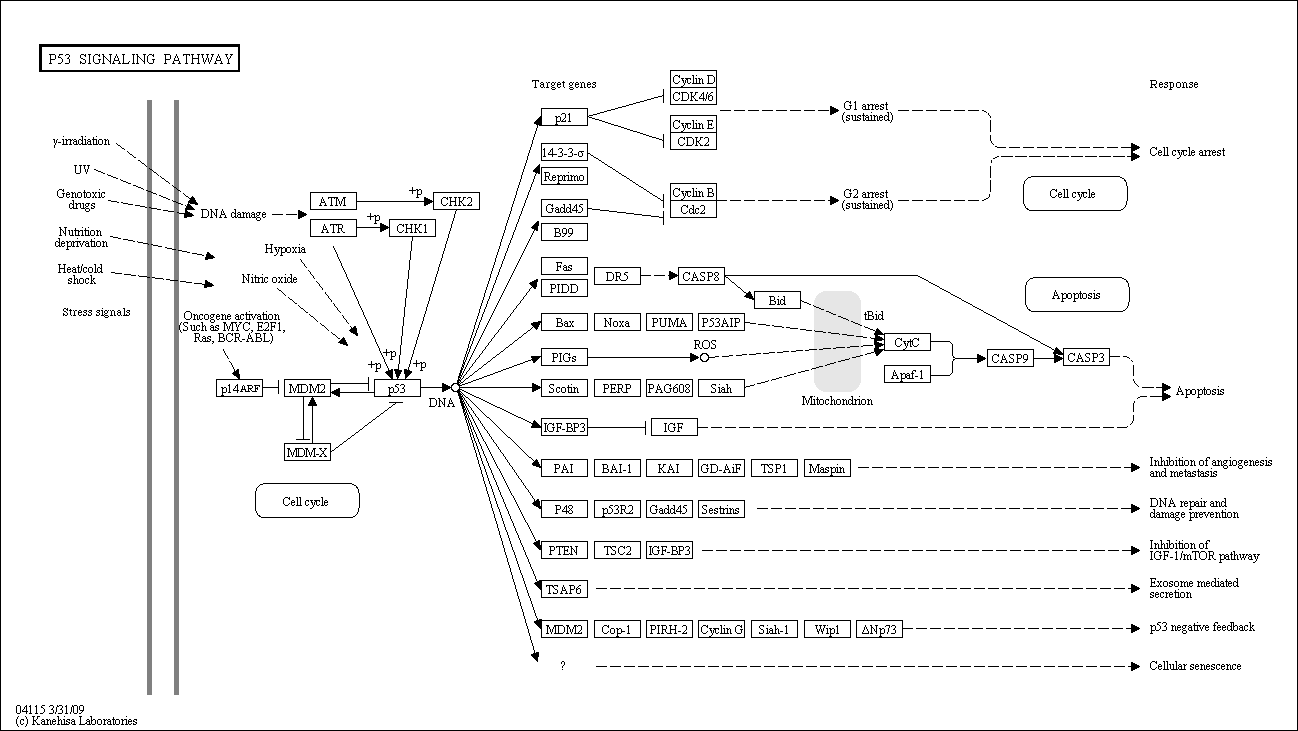 P53 SIGNALING PATHWAY
Target genes
Response
Cyclin D
CDK4/6
p21
G1 arrest
(sustained)
Cyclin E
CDK2
γ-irradiation
14-3-3-σ
Cell cycle arrest
UV
Reprimo
Genotoxic
drugs
ATM
+p
CHK2
Cyclin B
Cdc2
G2 arrest
(sustained)
Cell cycle
DNA damage
Gadd45
ATR
+p
CHK1
B99
Nutrition
deprivation
Hypoxia
Fas
DR5
CASP8
Heat/cold
shock
Nitric oxide
PIDD
Bid
Apoptosis
Stress signals
Oncogene activation
(Such as MYC, E2F1,
Ras, BCR-ABL)
Bax
Noxa
PUMA
P53AIP
tBid
CytC
ROS
+p
+p
+p
PIGs
CASP9
CASP3
Apaf-1
p14ARF
MDM2
p53
DNA
Scotin
PERP
PAG608
Siah
Mitochondrion
Apoptosis
IGF-BP3
IGF
MDM-X
PAI
BAI-1
KAI
GD-AiF
TSP1
Maspin
Inhibition of angiogenesis
and metastasis
Cell cycle
P48
p53R2
Gadd45
Sestrins
DNA repair and
damage prevention
PTEN
TSC2
IGF-BP3
Inhibition of
IGF-1/mTOR pathway
TSAP6
Exosome mediated
secretion
MDM2
Cop-1
PIRH-2
Cyclin G
Siah-1
Wip1
ΔNp73
p53 negative feedback
?
Cellular senescence
04115 3/31/09
(c) Kanehisa Laboratories